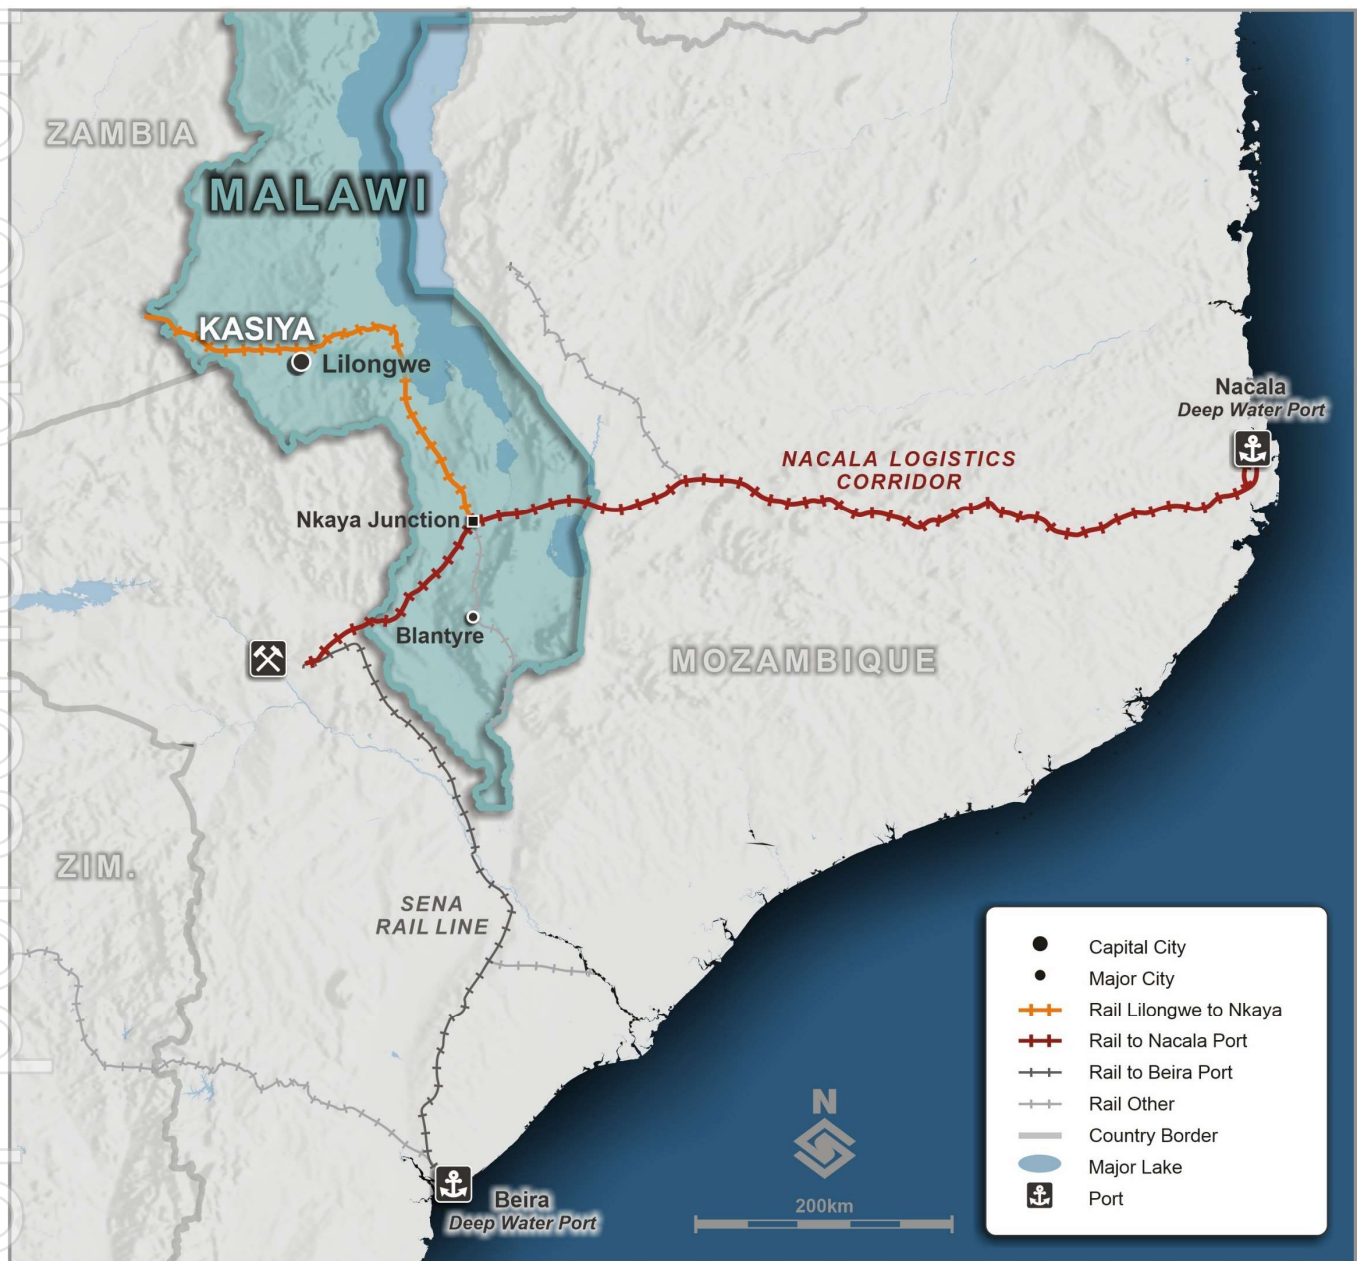 ZAMBIA
MALAWI
KASIYA
Lilongwe
Nacala
Deep Water Port
NACALA LOGISTICS
CORRIDOR
Nkaya Junction
Blantyre
MOZAMBIQUE
ZIM.
SENA
RAIL LINE
Capital City
Major City
Rail Lilongwe to Nkaya
Rail to Nacala Port
Rail to Beira Port
Rail Other
Country Border
Major Lake
Port
N
200km
Beira
Deep Water Port